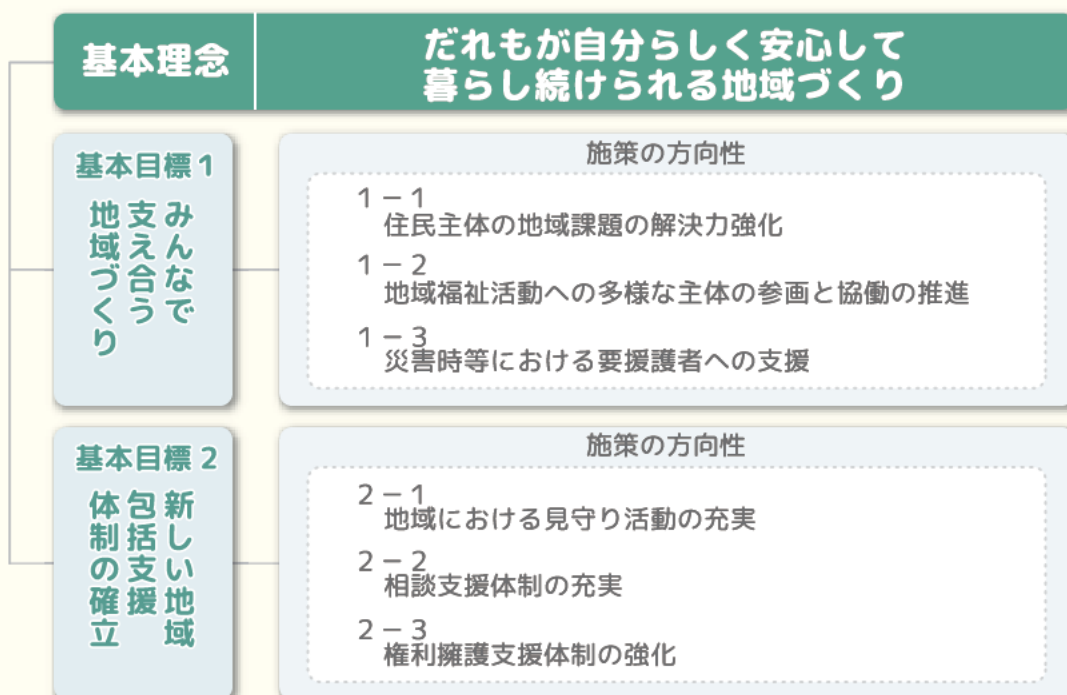 基本理念
だれもが自分らしく安心して
暮らし続けられる地域づくり
基本目標1
みんなで
支え合う
地域づくり
施策の方向性
1－1
住民主体の地域課題の解決力強化
1－2
地域福祉活動への多様な主体の参画と協働の推進
1－3
災害時等における要援護者への支援
基本目標2
新しい地域
包括支援
体制の確立
施策の方向性
2－1
地域における見守り活動の充実
2－2
相談支援体制の充実
2－3
権利擁護支援体制の強化